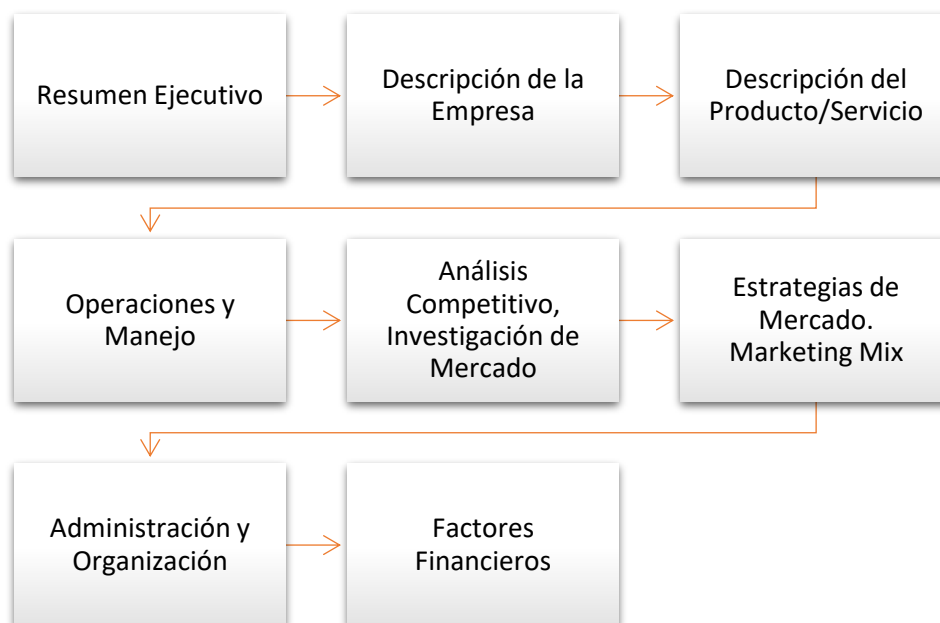 Resumen Ejecutivo
Descripción de la
Empresa
Descripción del
Producto/Servicio
Operaciones y
Manejo
Análisis
Competitivo,
Investigación de
Mercado
Estrategias de
Mercado.
Marketing Mix
Administración y
Organización
Factores
Financieros